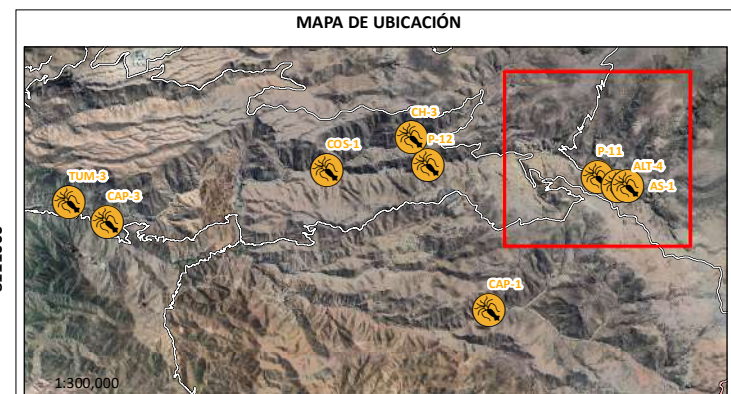 MAPA DE UBICACIÓN
CH-3
COS-1
P-12
P-11
ALT-4
TUM-3
AS-1
CAP-3
CAP-1
1:300,000